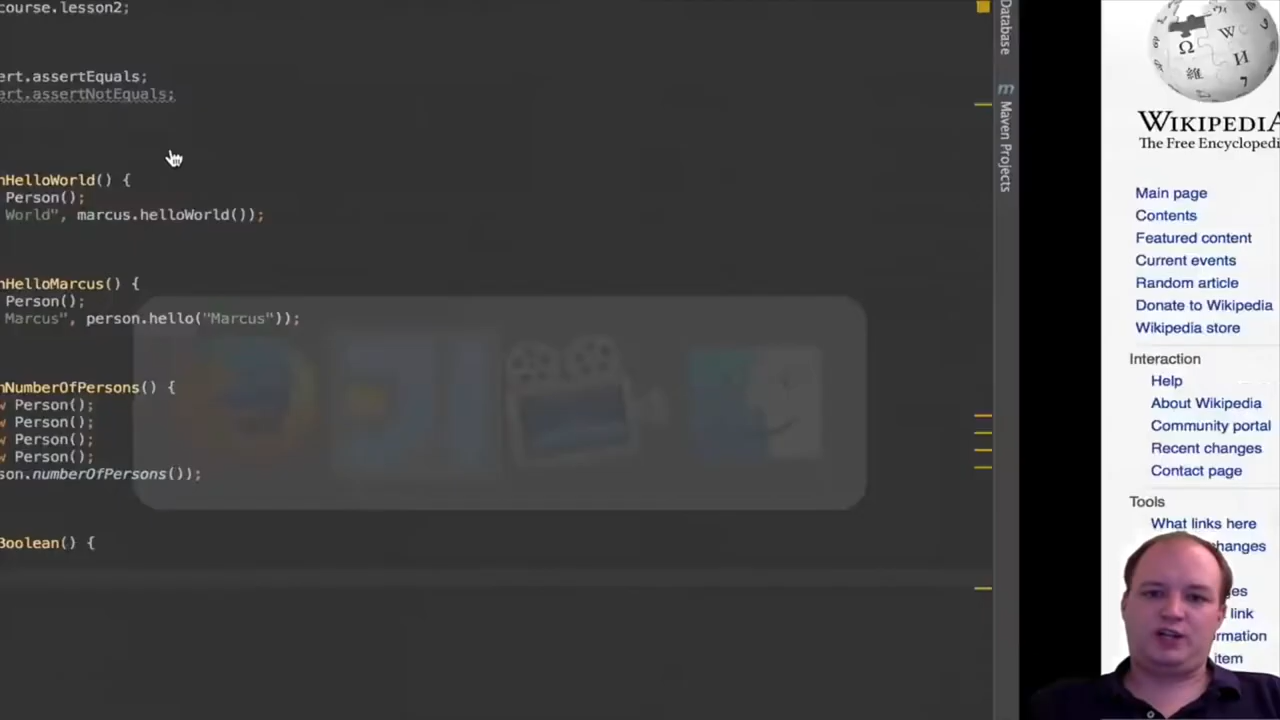 course.lesson2;
ert.assertEquals;
ert.assertNotEquals;
nHelloWorld() {
Person();
World", marcus.helloWorld());
nHelloMarcus() {
Person();
Marcus", person.hello("Marcus"));
nNumberOfPersons() {
w Person();
w Person();
w Person();
w Person();
son.numberOfPersons());
Boolean() {
Database
m Maven Projects
Ω
W
И
維
WIKIPEDIA
The Free Encyclopedi
Main page
Contents
Featured content
Current events
Random article
Donate to Wikipedia
Wikipedia store
Interaction
Help
About Wikipedia
Community portal
Recent changes
Contact page
Tools
What links here
changes
ges
link
rmation
item